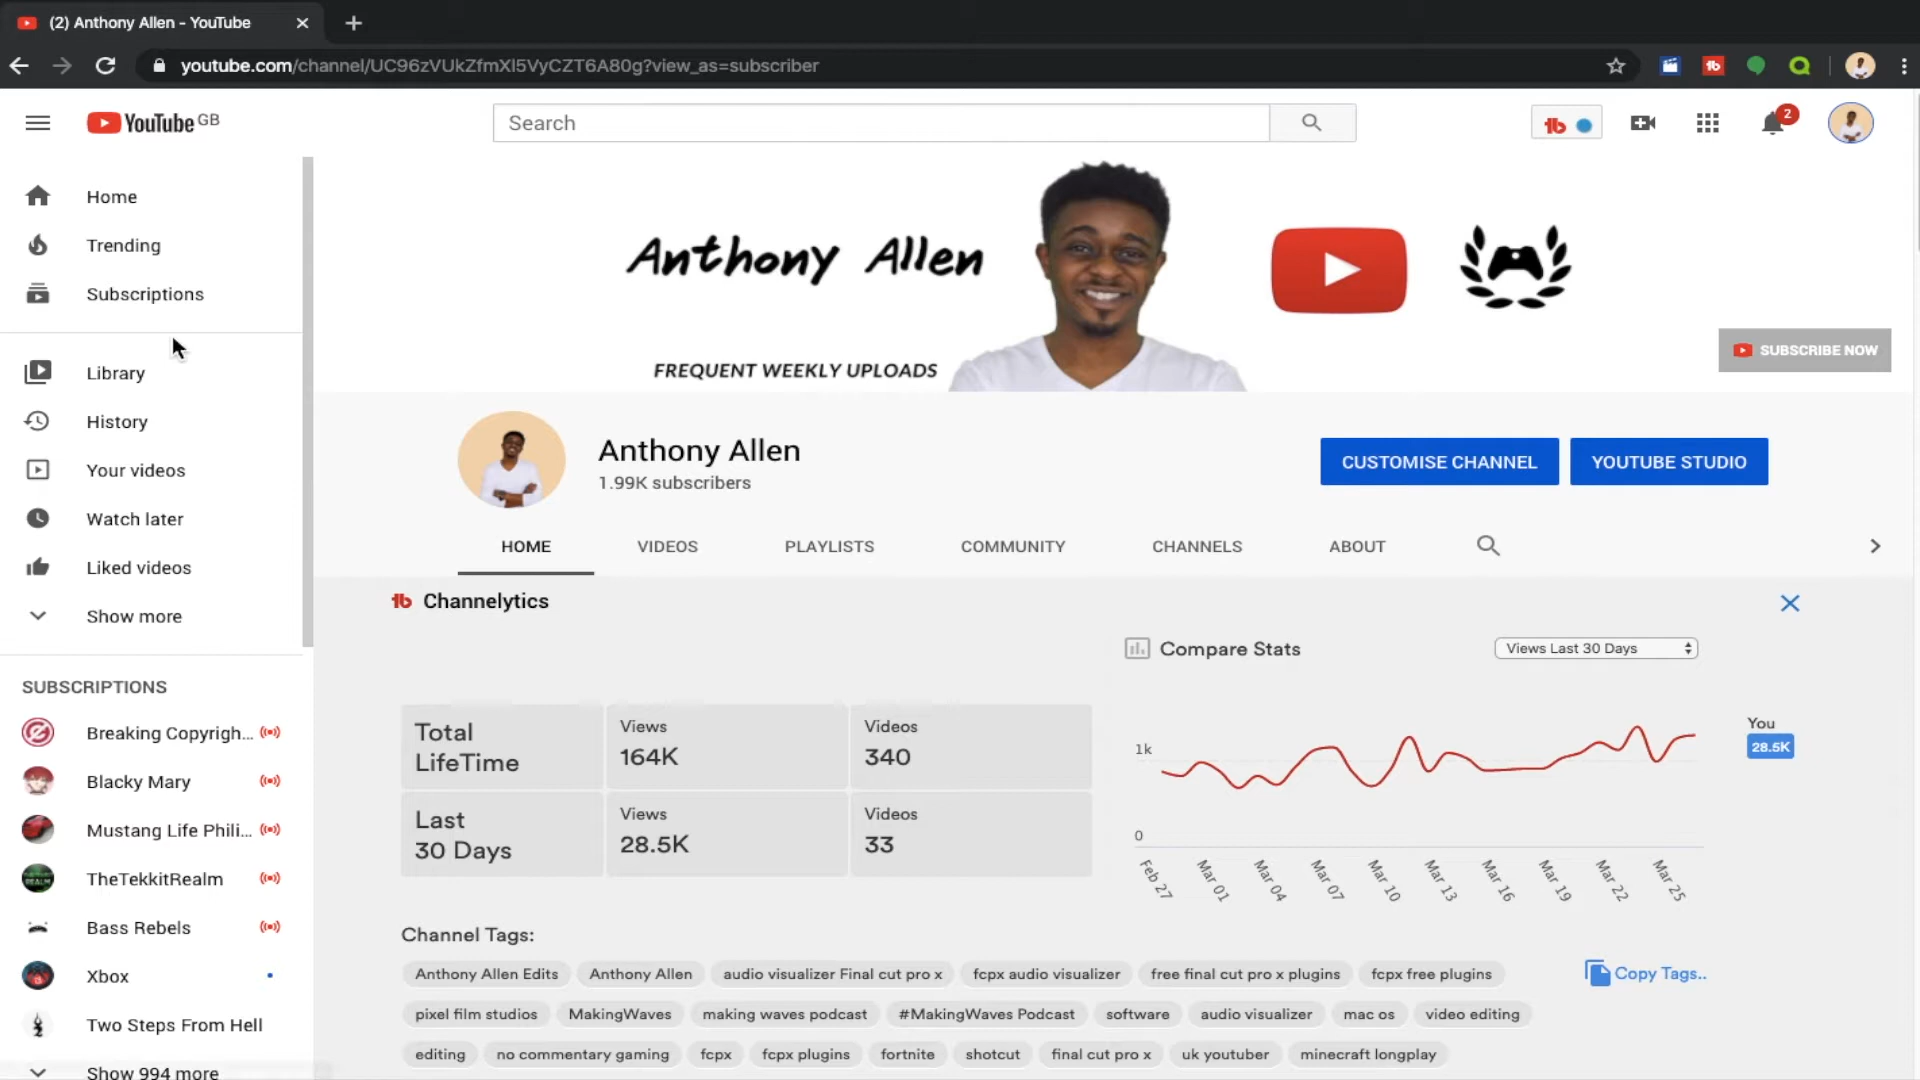 (2) Anthony Allen - YouTube
youtube.com/channel/UC96zVUkZfmXl5VyCZT6A80g?view_as=subscriber
YouTube GB
Search
2
Home
Trending
Subscriptions
Library
History
Your videos
Watch later
Liked videos
Show more
SUBSCRIPTIONS
Breaking Copyrigh...
Blacky Mary
Mustang Life Phili...
TheTekkitRealm
Bass Rebels
Xbox
Two Steps From Hell
Show 994 more
Anthony Allen
FREQUENT WEEKLY UPLOADS
SUBSCRIBE NOW
Anthony Allen
1.99K subscribers
CUSTOMISE CHANNEL
YOUTUBE STUDIO
HOME VIDEOS PLAYLISTS COMMUNITY CHANNELS ABOUT
Channelytics
Total
LifeTime
Views
164K
Videos
340
Last
30 Days
Views
28.5K
Videos
33
Compare Stats
Views Last 30 Days
1k
0
Feb 27 Mar 01 Mar 04 Mar 07 Mar 10 Mar 13 Mar 16 Mar 19 Mar 22 Mar 25
You
28.5K
Channel Tags:
Anthony Allen Edits Anthony Allen audio visualizer Final cut pro x fcpx audio visualizer free final cut pro x plugins fcpx free plugins
Copy Tags..
pixel film studios MakingWaves making waves podcast #MakingWaves Podcast software audio visualizer mac os video editing
editing no commentary gaming fcpx fcpx plugins fortnite shotcut final cut pro x uk youtuber minecraft longplay